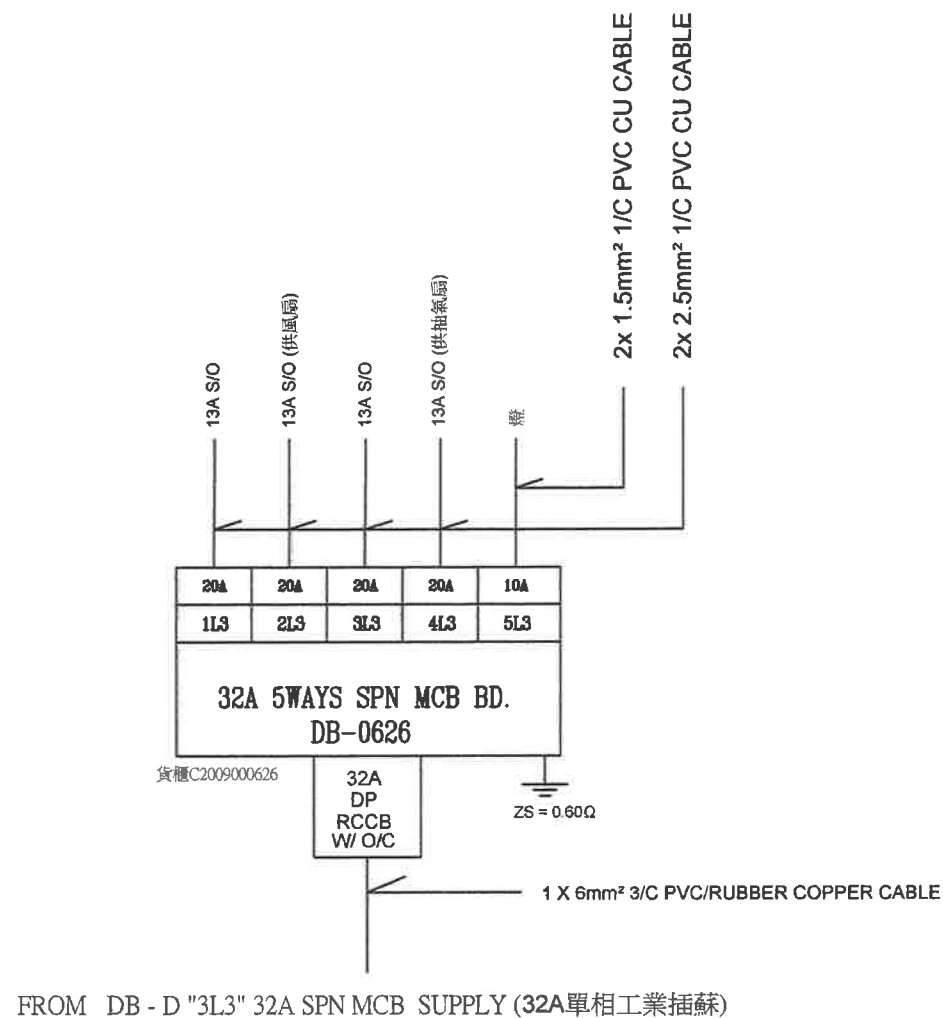 2x 1.5mm² 1/C PVC CU CABLE
2x 2.5mm² 1/C PVC CU CABLE
13A S/O
13A S/O (供風扇)
13A S/O
13A S/O (供抽氣扇)
燈
20A 20A 20A 20A 10A
1L3 2L3 3L3 4L3 5L3
32A 5WAYS SPN MCB BD.
DB-0626
貨櫃C2009000626
32A
DP
RCCB
W/ O/C
ZS = 0.60Ω
1 X 6mm² 3/C PVC/RUBBER COPPER CABLE
FROM DB - D "3L3" 32A SPN MCB SUPPLY (32A單相工業插蘇)